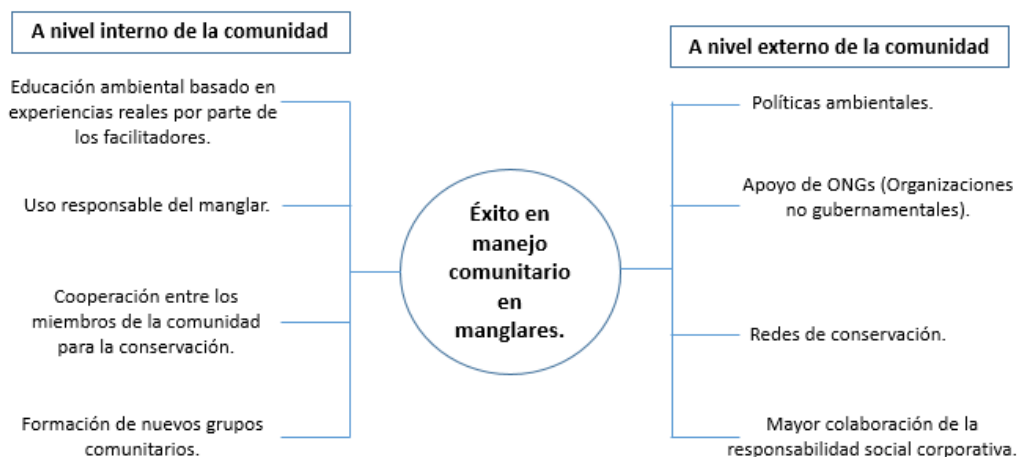 A nivel interno de la comunidad
Educación ambiental basado en
experiencias reales por parte de
los facilitadores.
Uso responsable del manglar.
Cooperación entre los
miembros de la comunidad
para la conservación.
Formación de nuevos grupos
comunitarios.
Éxito en
manejo
comunitario
en
manglares.
A nivel externo de la comunidad
Políticas ambientales.
Apoyo de ONGs (Organizaciones
no gubernamentales).
Redes de conservación.
Mayor colaboración de la
responsabilidad social corporativa.